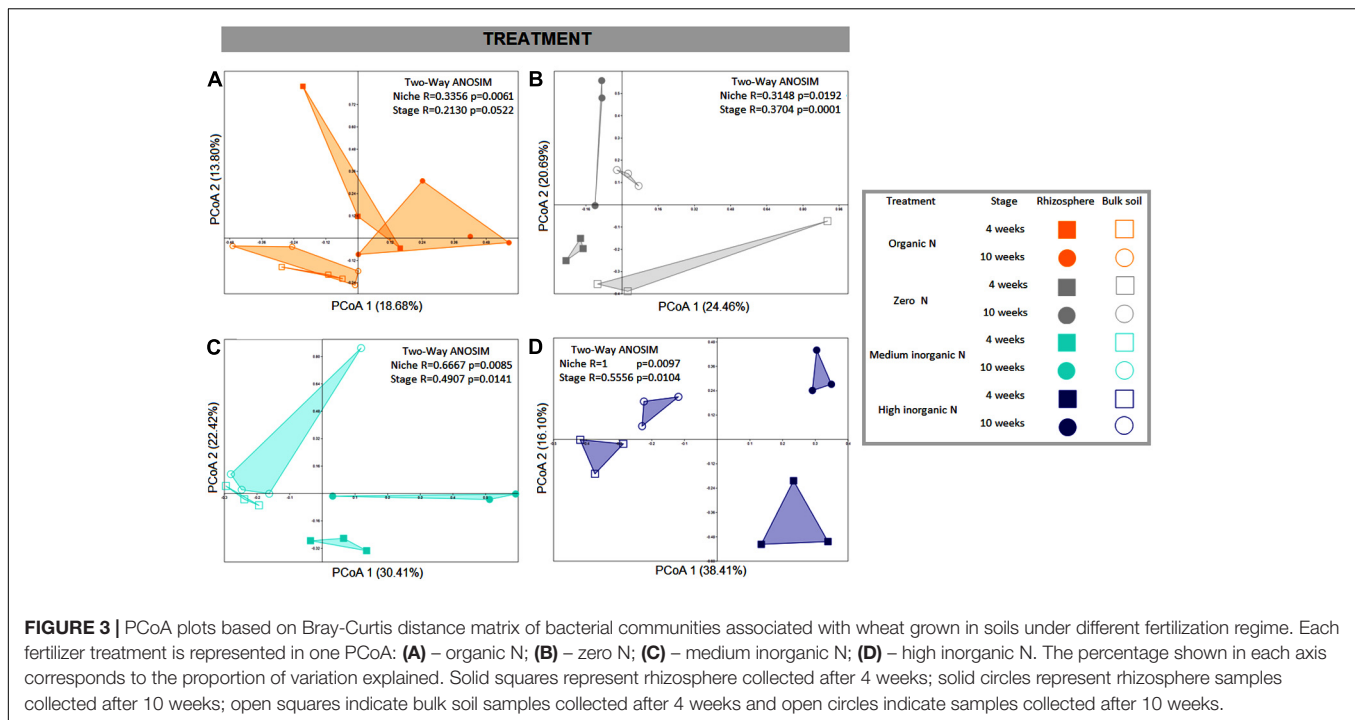 TREATMENT
A
Two-Way ANOSIM
Niche R=0.3356 p=0.0061
Stage R=0.2130 p=0.0522
PCoA 2 (13.80%)
PCoA 1 (18.68%)
B
Two-Way ANOSIM
Niche R=0.3148 p=0.0192
Stage R=0.3704 p=0.0001
PCoA 2 (20.69%)
PCoA 1 (24.46%)
C
Two-Way ANOSIM
Niche R=0.6667 p=0.0085
Stage R=0.4907 p=0.0141
PCoA 2 (22.42%)
PCoA 1 (30.41%)
D
Two-Way ANOSIM
Niche R=1 p=0.0097
Stage R=0.5556 p=0.0104
PCoA 2 (16.10%)
PCoA 1 (38.41%)
Treatment Stage Rhizosphere Bulk soil
Organic N
4 weeks
10 weeks
Zero N
4 weeks
10 weeks
Medium inorganic N
4 weeks
10 weeks
High inorganic N
4 weeks
10 weeks
FIGURE 3 | PCoA plots based on Bray-Curtis distance matrix of bacterial communities associated with wheat grown in soils under different fertilization regime. Each
fertilizer treatment is represented in one PCoA: (A) – organic N; (B) – zero N; (C) – medium inorganic N; (D) – high inorganic N. The percentage shown in each axis
corresponds to the proportion of variation explained. Solid squares represent rhizosphere collected after 4 weeks; solid circles represent rhizosphere samples
collected after 10 weeks; open squares indicate bulk soil samples collected after 4 weeks and open circles indicate samples collected after 10 weeks.